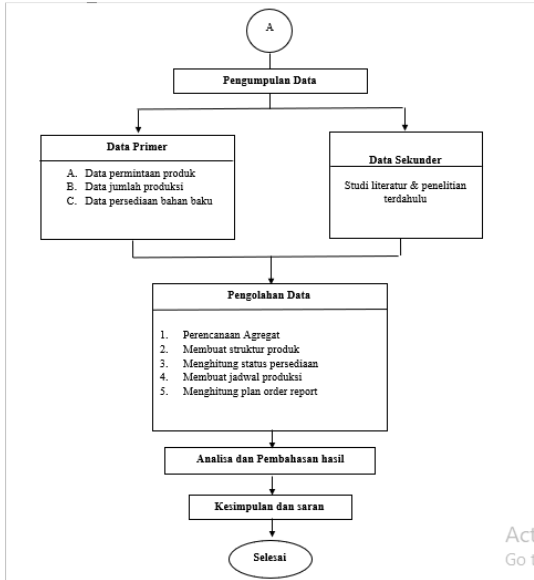 A
Pengumpulan Data
Data Primer
A. Data permintaan produk
B. Data jumlah produksi
C. Data persediaan bahan baku
Data Sekunder
Studi literatur & penelitian
terdahulu
Pengolahan Data
1. Perencanaan Agregat
2. Membuat struktur produk
3. Menghitung status persediaan
4. Membuat jadwal produksi
5. Menghitung plan order report
Analisa dan Pembahasan hasil
Kesimpulan dan saran
Selesai
Act
Go t